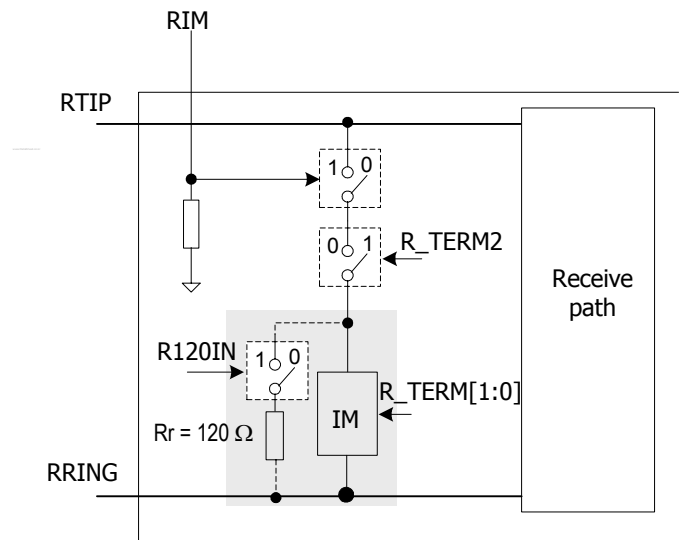 RIM
RTIP
1 0
0 1
R_TERM2
Receive
path
R120IN
1 0
R_TERM[1:0]
IM
Rr = 120 Ω
RRING